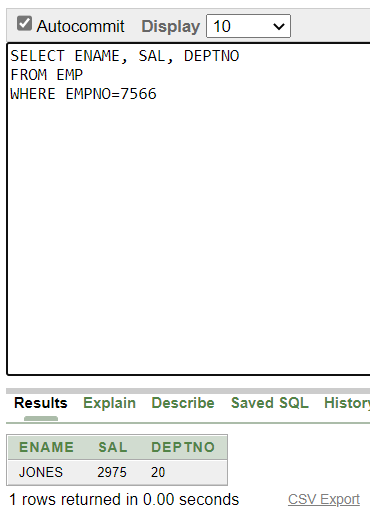 Autocommit Display 10
SELECT ENAME, SAL, DEPTNO
FROM EMP
WHERE EMPNO=7566
Results Explain Describe Saved SQL History
ENAME SAL DEPTNO
JONES 2975 20
1 rows returned in 0.00 seconds CSV Export